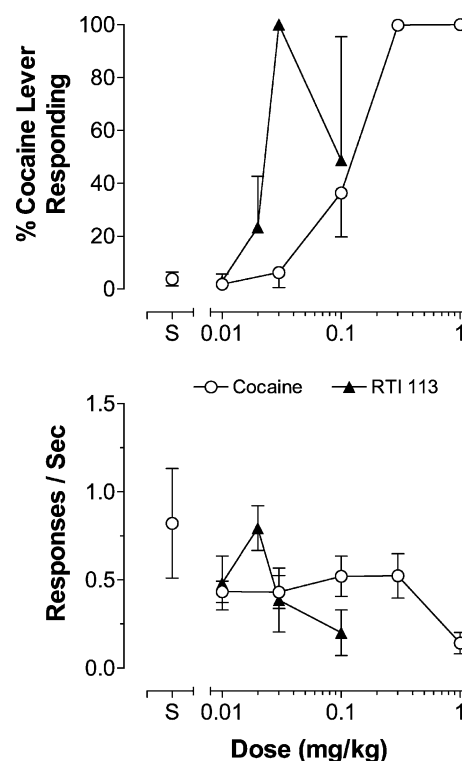 % Cocaine Lever
Responding
100
80
60
40
20
0
S 0.01 0.1 1
Cocaine RTI 113
Responses / Sec
1.5
1.0
0.5
0.0
S 0.01 0.1 1
Dose (mg/kg)